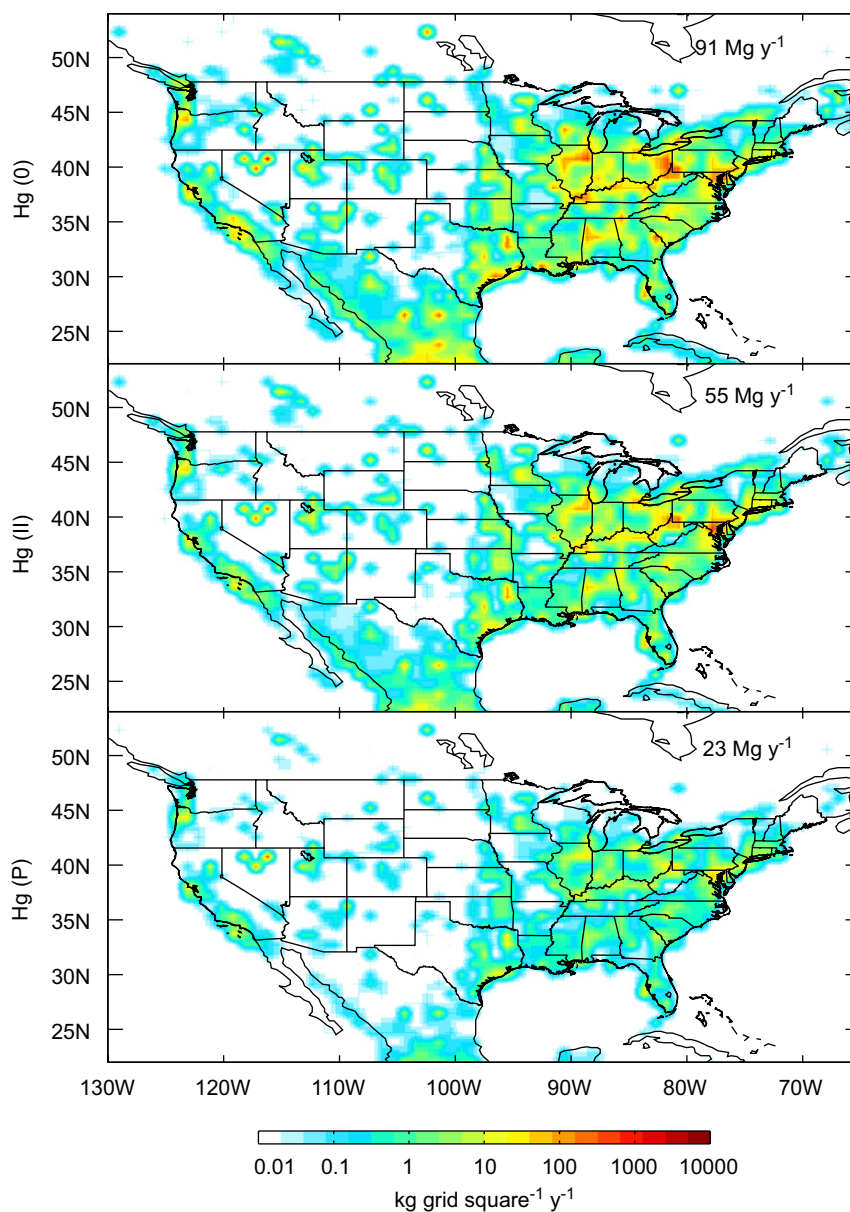 91 Mg y⁻¹
50N
45N
40N
35N
30N
25N
Hg (0)
55 Mg y⁻¹
50N
45N
40N
35N
30N
25N
Hg (II)
23 Mg y⁻¹
50N
45N
40N
35N
30N
25N
Hg (P)
130W 120W 110W 100W 90W 80W 70W
0.01 0.1 1 10 100 1000 10000
kg grid square⁻¹ y⁻¹